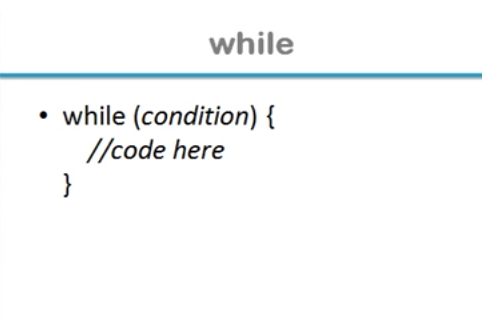 while
• while (condition) {
//code here
}